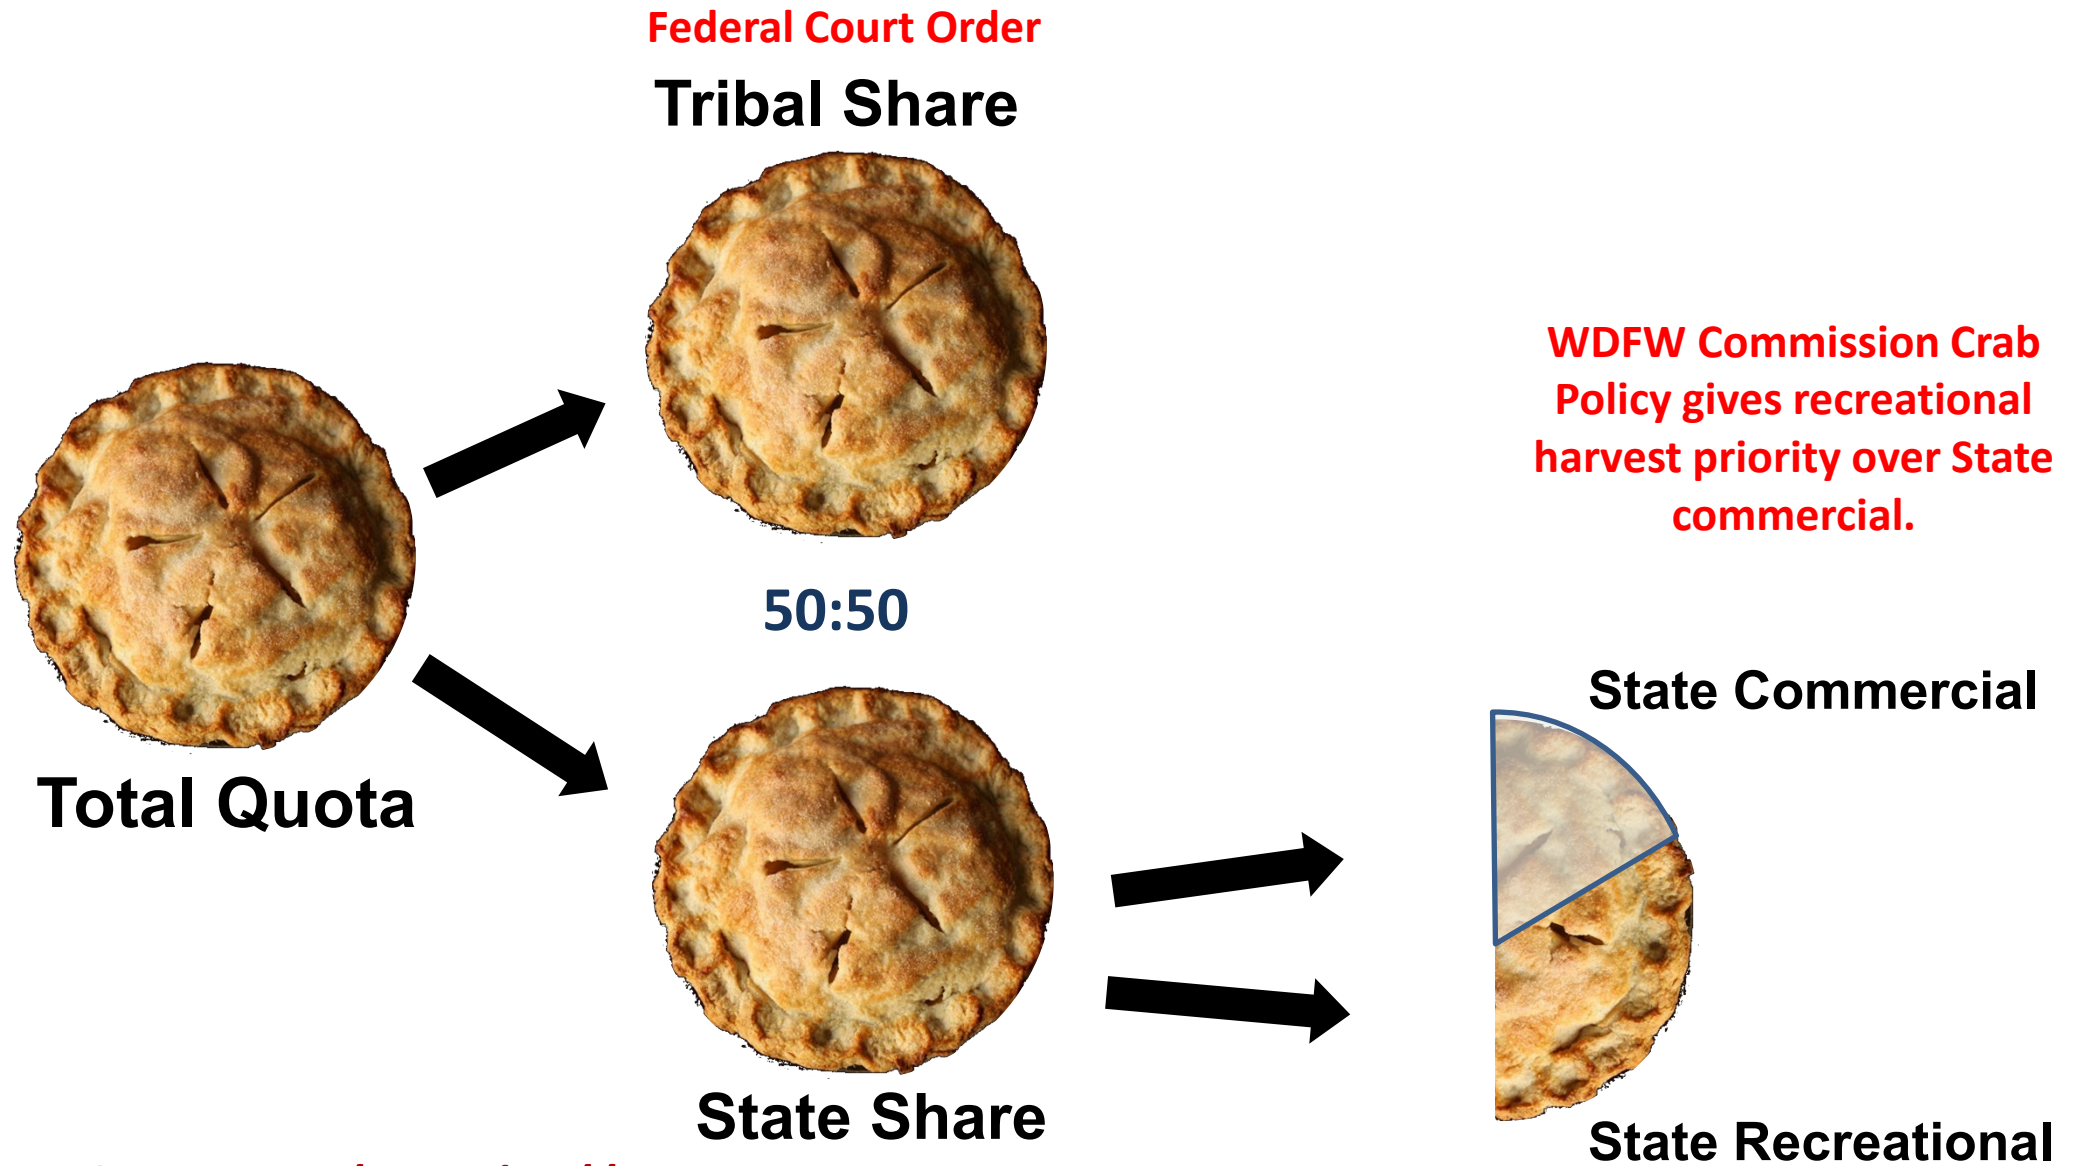 Federal Court Order
Tribal Share
WDFW Commission Crab
Policy gives recreational
harvest priority over State
commercial.
50:50
State Commercial
Total Quota
State Share
State Recreational